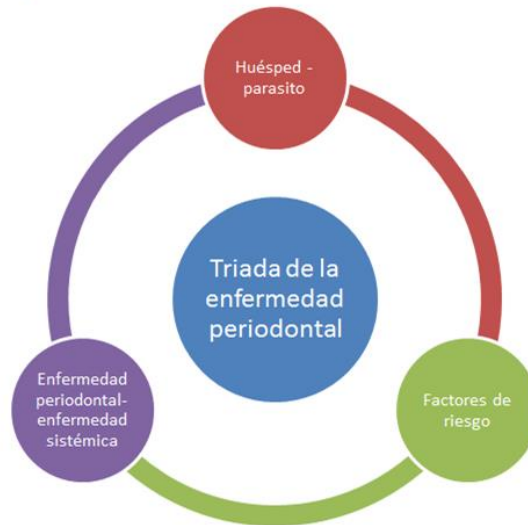 Huésped -
parasito
Triada de la
enfermedad
periodontal
Enfermedad
periodontal-
enfermedad
sistémica
Factores de
riesgo